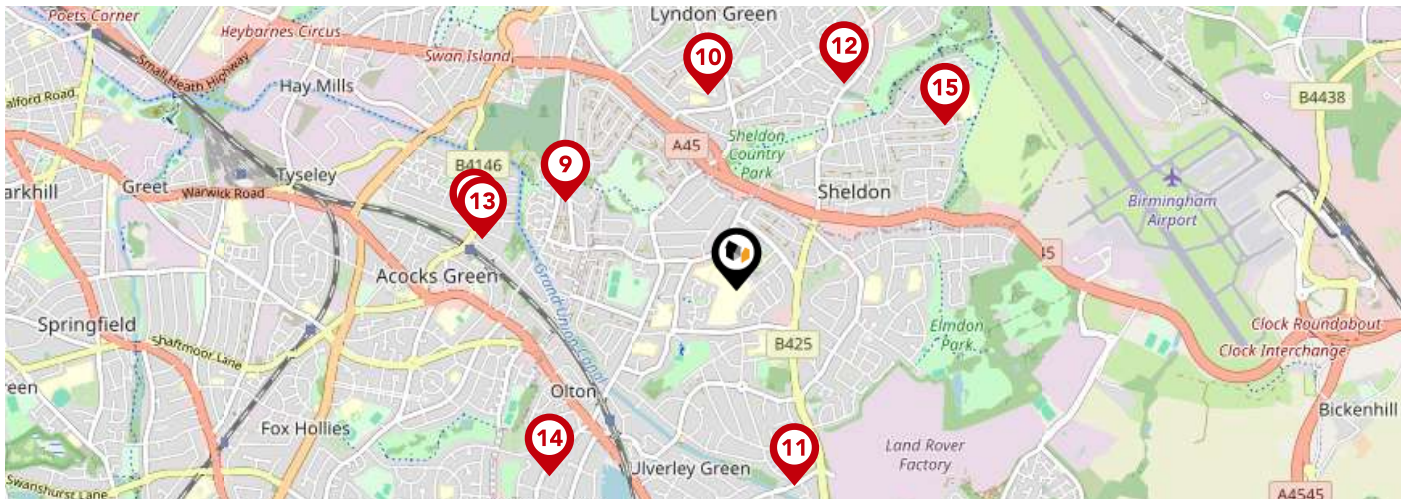 Poets Corner
Heybarnes Circus
Lyndon Green
Swan Island
12
10
Small Heath Highway
Hay Mills
15
B4438
alford Road
A45
Sheldon
Country
Park
B4146
9
Tyseley
arkhill
Greet
Warwick Road
13
Sheldon
Birmingham
Airport
45
Acocks Green
Grand Union Canal
Springfield
Shaftmoor Lane
Elmdon
Park
Clock Roundabout
B425
Clock Interchange
reen
Olton
Bickenhill
Fox Hollies
14
11
Land Rover
Factory
Ulverley Green
Swanshurst Lane
A4545